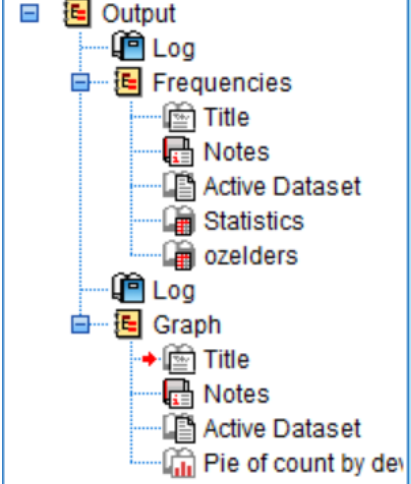 Output
Log
Frequencies
Title
Notes
Active Dataset
Statistics
ozelders
Log
Graph
Title
Notes
Active Dataset
Pie of count by dev